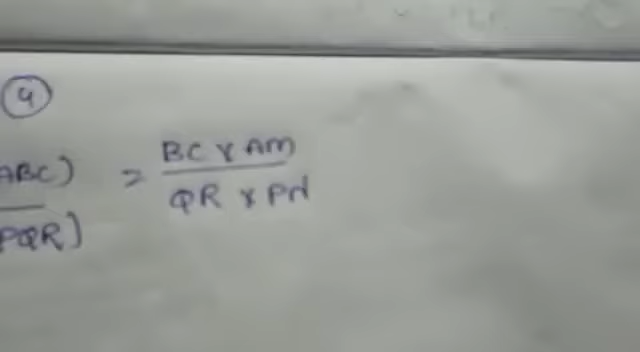 4
ABC) = BC × AM
PQR) QR × PN